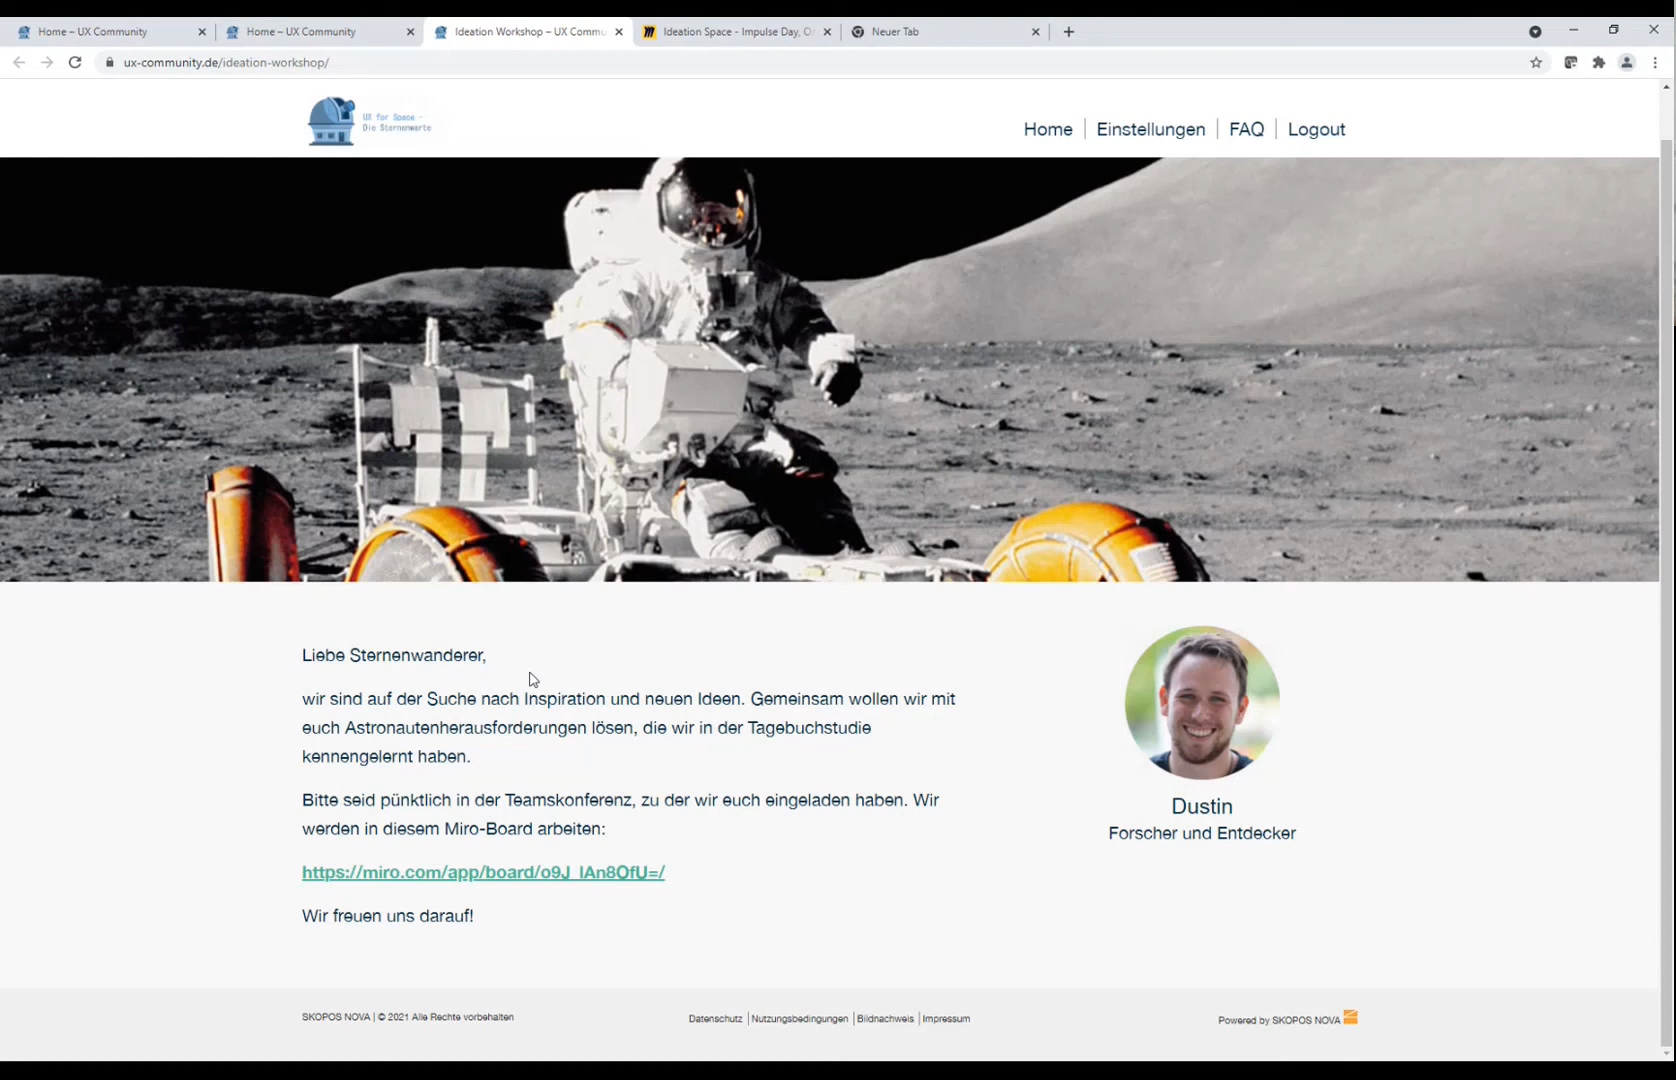 Home – UX Community
Home – UX Community
Ideation Workshop – UX Commu
Ideation Space - Impulse Day, O
Neuer Tab
ux-community.de/ideation-workshop/
UX for Space -
Die Sternenwarte
Home
Einstellungen
FAQ
Logout
Liebe Sternenwanderer,
wir sind auf der Suche nach Inspiration und neuen Ideen. Gemeinsam wollen wir mit
euch Astronautenherausforderungen lösen, die wir in der Tagebuchstudie
kennengelernt haben.
Bitte seid pünktlich in der Teamskonferenz, zu der wir euch eingeladen haben. Wir
werden in diesem Miro-Board arbeiten:
https://miro.com/app/board/o9J_lAn8OfU=/
Wir freuen uns darauf!
Dustin
Forscher und Entdecker
SKOPOS NOVA | © 2021 Alle Rechte vorbehalten
Datenschutz | Nutzungsbedingungen | Bildnachweis | Impressum
Powered by SKOPOS NOVA